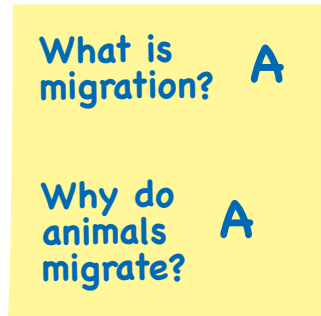 What is
migration? A
Why do
animals A
migrate?